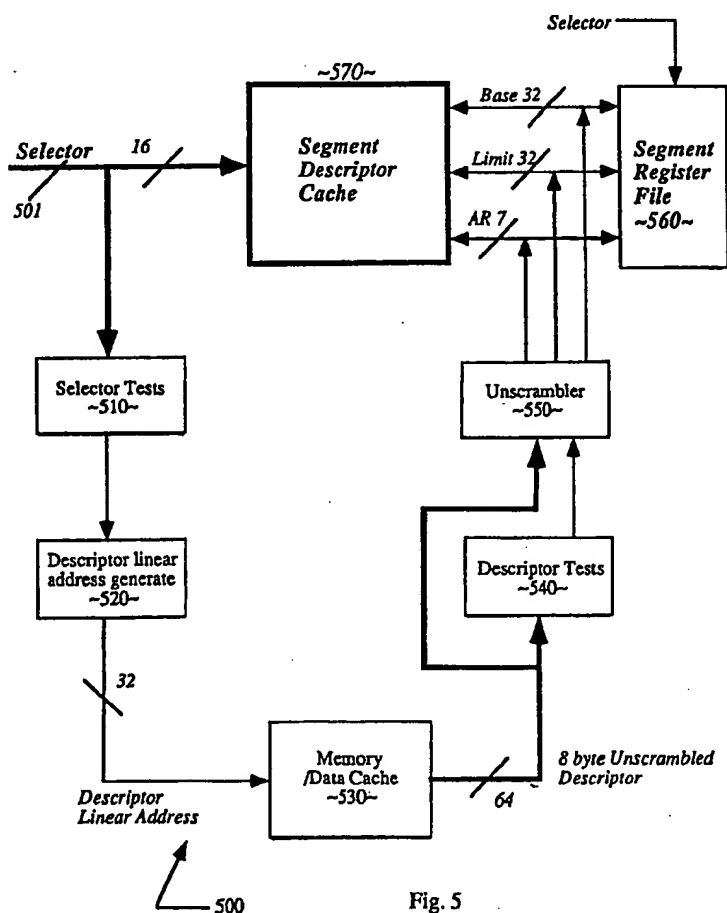 Selector
~570~
Segment
Descriptor
Cache
Base 32
Limit 32
AR 7
Segment
Register
File
~560~
Selector
16
501
Selector Tests
~510~
Unscrambler
~550~
Descriptor linear
address generate
~520~
Descriptor Tests
~540~
32
Memory
/Data Cache
~530~
64
8 byte Unscrambled
Descriptor
Descriptor
Linear Address
500
Fig. 5